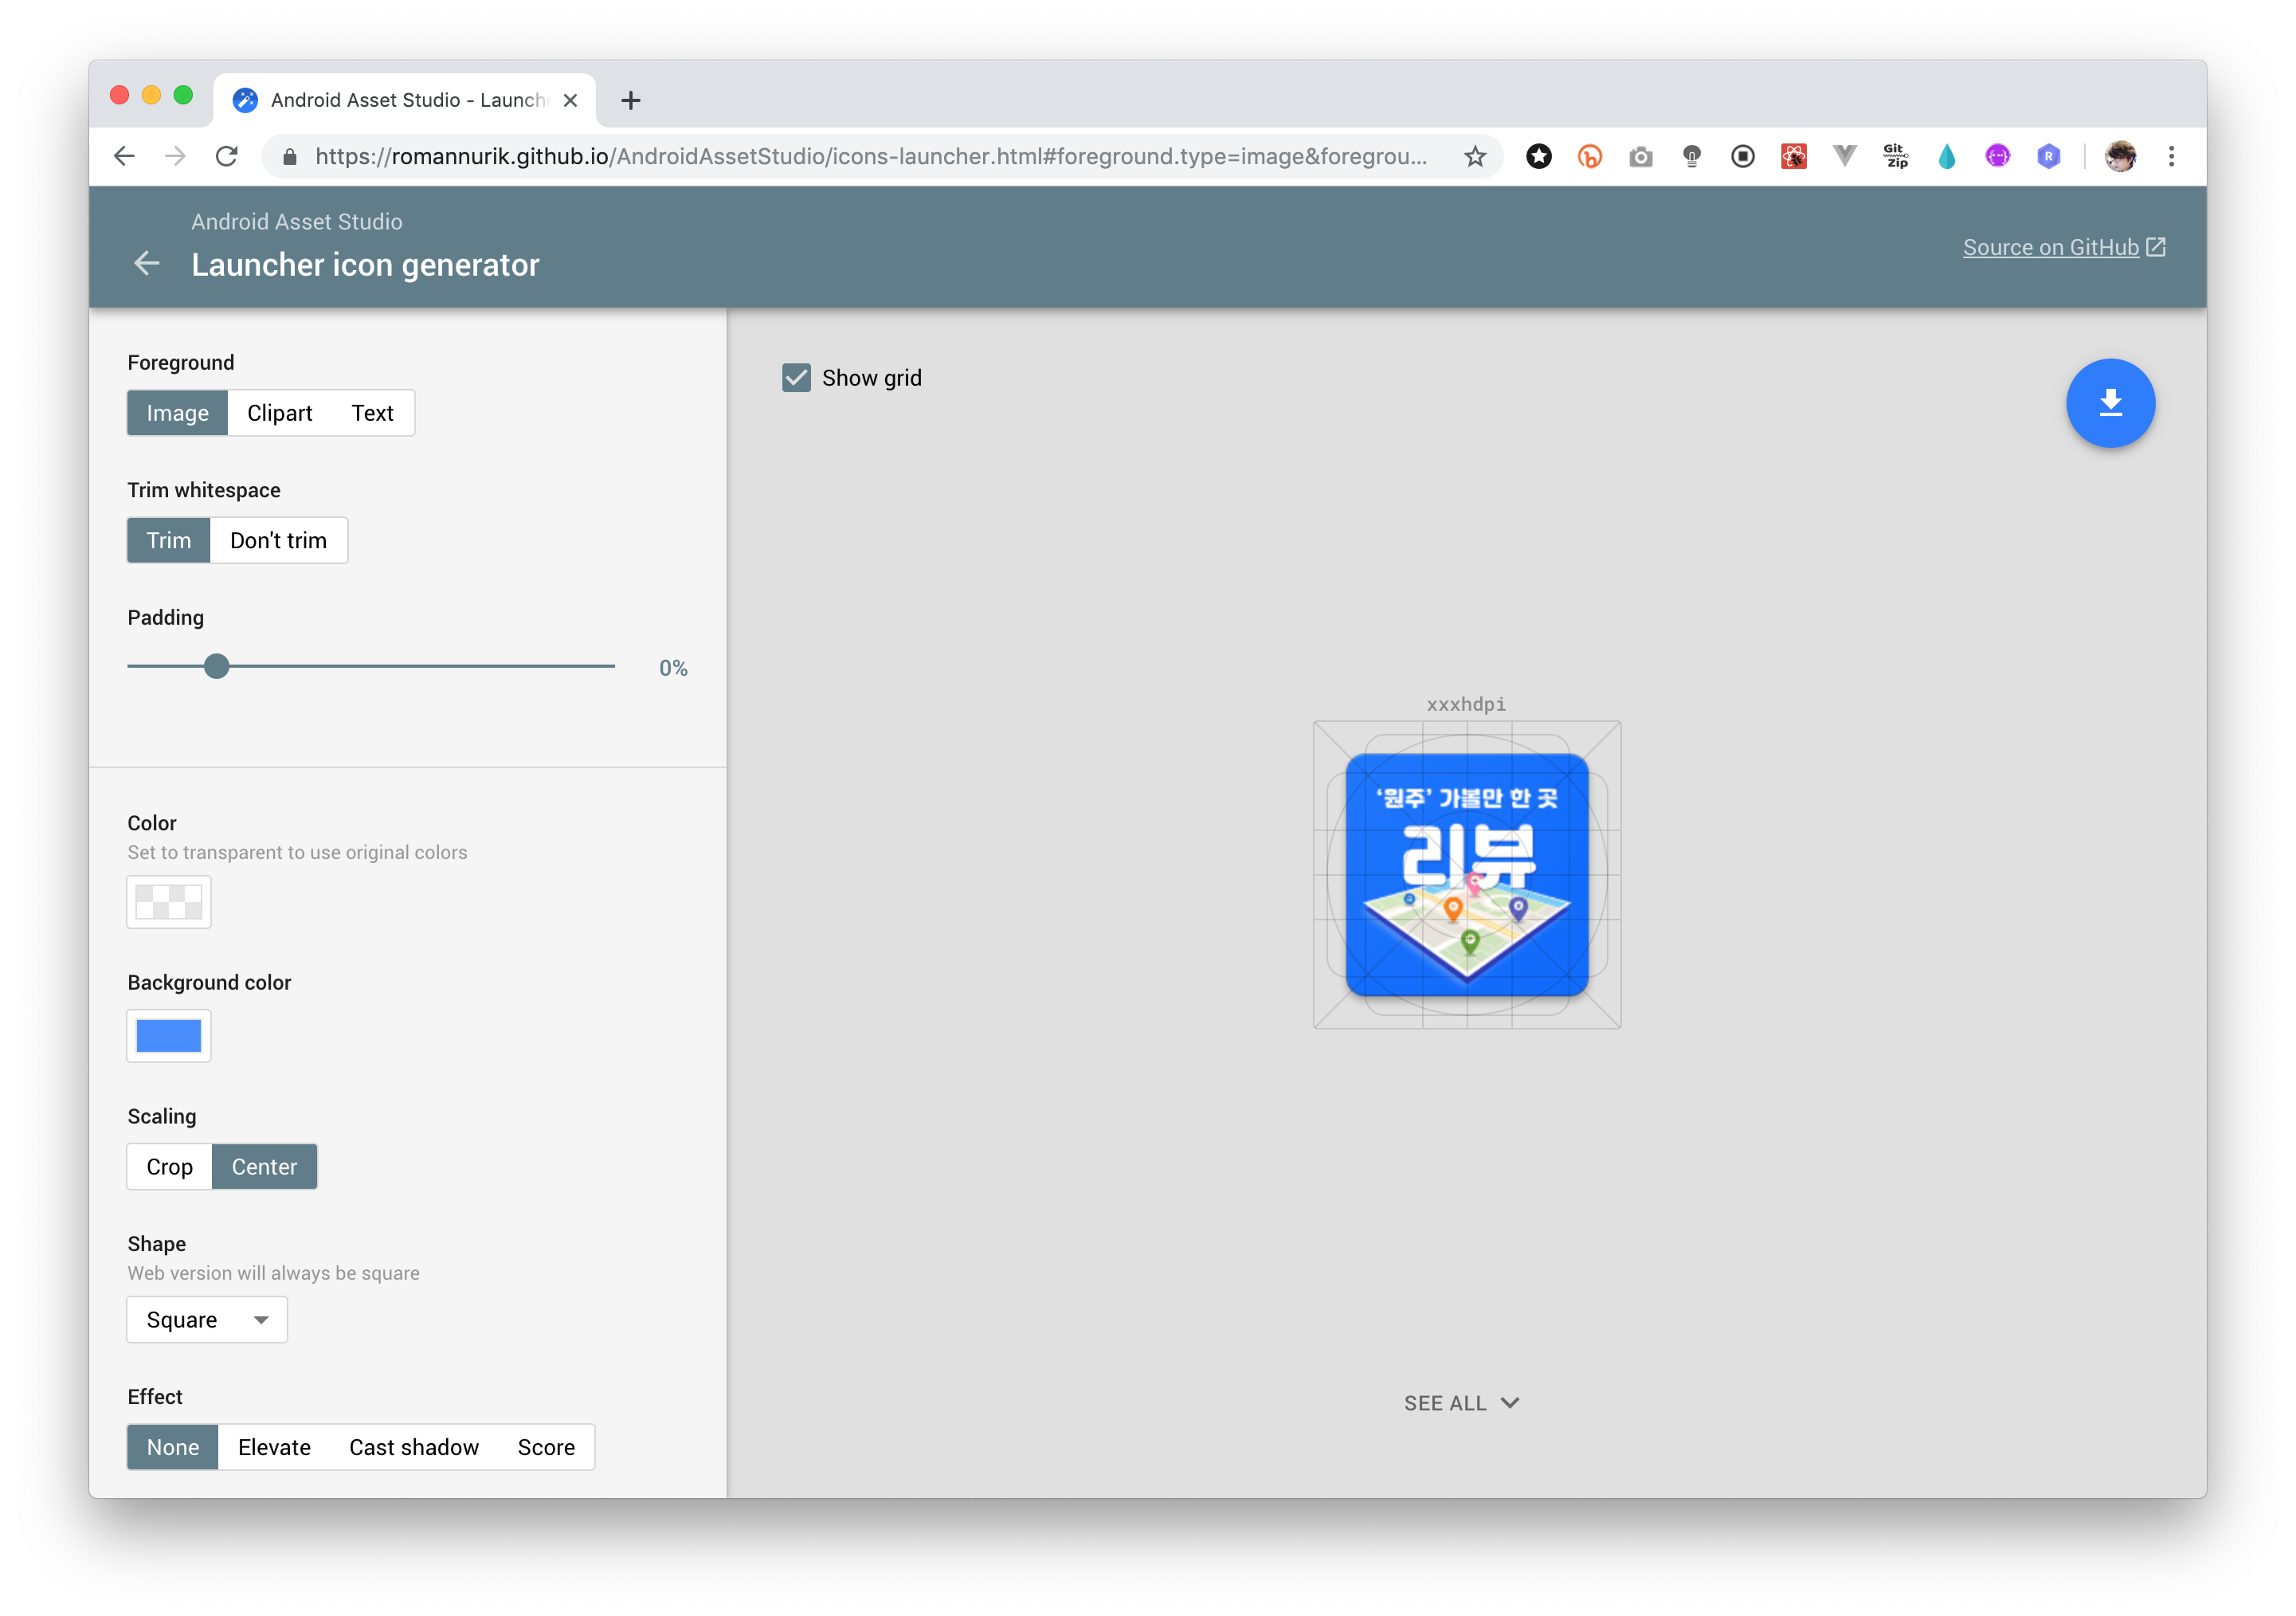 Android Asset Studio - Launch
https://romannurik.github.io/AndroidAssetStudio/icons-launcher.html#foreground.type=image&foregrou...
Git
Zip
R
Android Asset Studio
Launcher icon generator
Source on GitHub
Foreground
Image Clipart Text
Trim whitespace
Trim Don't trim
Padding
0%
Color
Set to transparent to use original colors
Background color
Scaling
Crop Center
Shape
Web version will always be square
Square
Effect
None Elevate Cast shadow Score
Show grid
xxxhdpi
‘원주’ 가볼만 한 곳
리뷰
SEE ALL